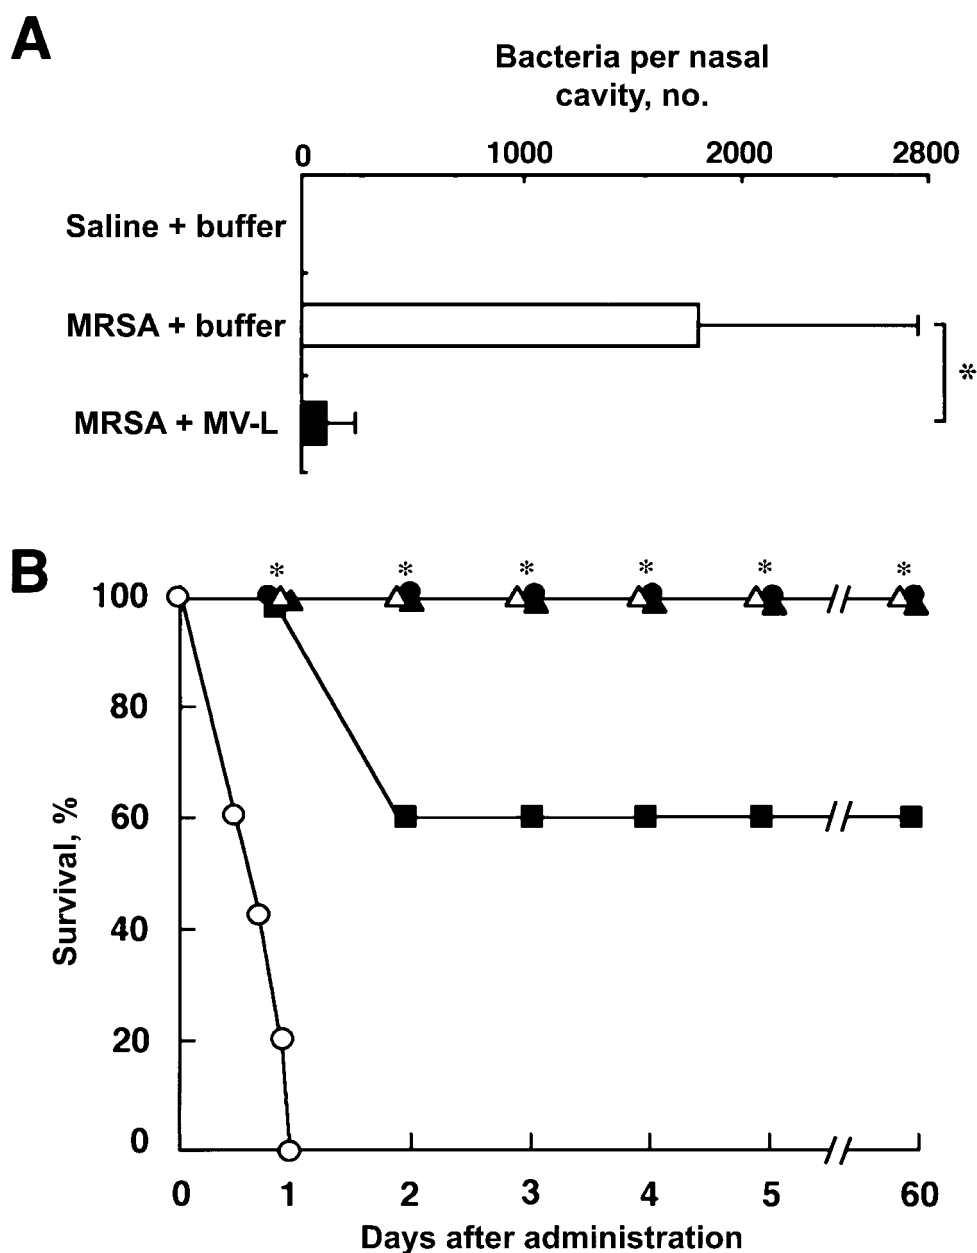 A
Bacteria per nasal
cavity, no.
0 1000 2000 2800
Saline + buffer
MRSA + buffer
MRSA + MV-L
*
B
* * * * * *
100
80
60
40
20
0
Survival, %
0 1 2 3 4 5 60
Days after administration